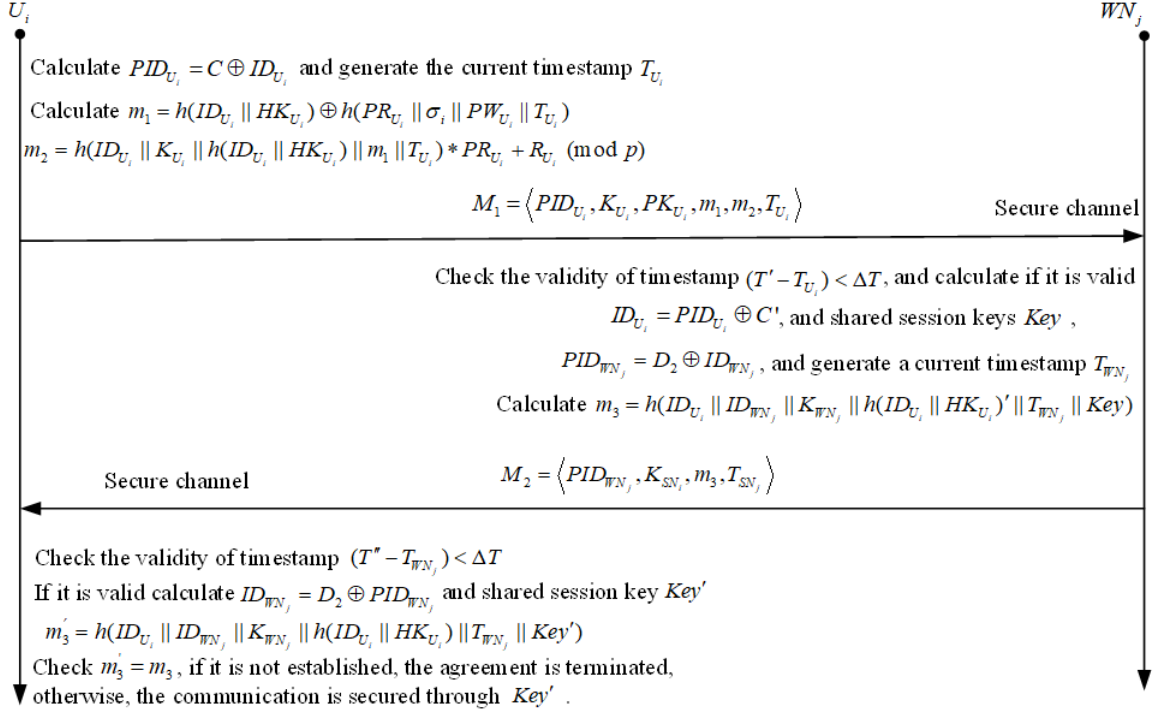 U_i
WN_j
Calculate PID_{U_i} = C ⊕ ID_{U_i} and generate the current timestamp T_{U_i}
Calculate m_1 = h(ID_{U_i} || HK_{U_i}) ⊕ h(PR_{U_i} || σ_i || PW_{U_i} || T_{U_i})
m_2 = h(ID_{U_i} || K_{U_i} || h(ID_{U_i} || HK_{U_i}) || m_1 || T_{U_i}) * PR_{U_i} + R_{U_i} (mod p)
M_1 = ⟨PID_{U_i}, K_{U_i}, PK_{U_i}, m_1, m_2, T_{U_i}⟩
Secure channel
Check the validity of timestamp (T′ − T_{U_i}) < ΔT, and calculate if it is valid
ID_{U_i} = PID_{U_i} ⊕ C', and shared session keys Key ,
PID_{WN_j} = D_2 ⊕ ID_{WN_j}, and generate a current timestamp T_{WN_j}
Calculate m_3 = h(ID_{U_i} || ID_{WN_j} || K_{WN_j} || h(ID_{U_i} || HK_{U_i})′ || T_{WN_j} || Key)
Secure channel
M_2 = ⟨PID_{WN_j}, K_{SN_i}, m_3, T_{SN_j}⟩
Check the validity of timestamp (T″ − T_{WN_j}) < ΔT
If it is valid calculate ID_{WN_j} = D_2 ⊕ PID_{WN_j} and shared session key Key'
m_3' = h(ID_{U_i} || ID_{WN_j} || K_{WN_j} || h(ID_{U_i} || HK_{U_i}) || T_{WN_j} || Key')
Check m_3' = m_3, if it is not established, the agreement is terminated,
otherwise, the communication is secured through Key' .